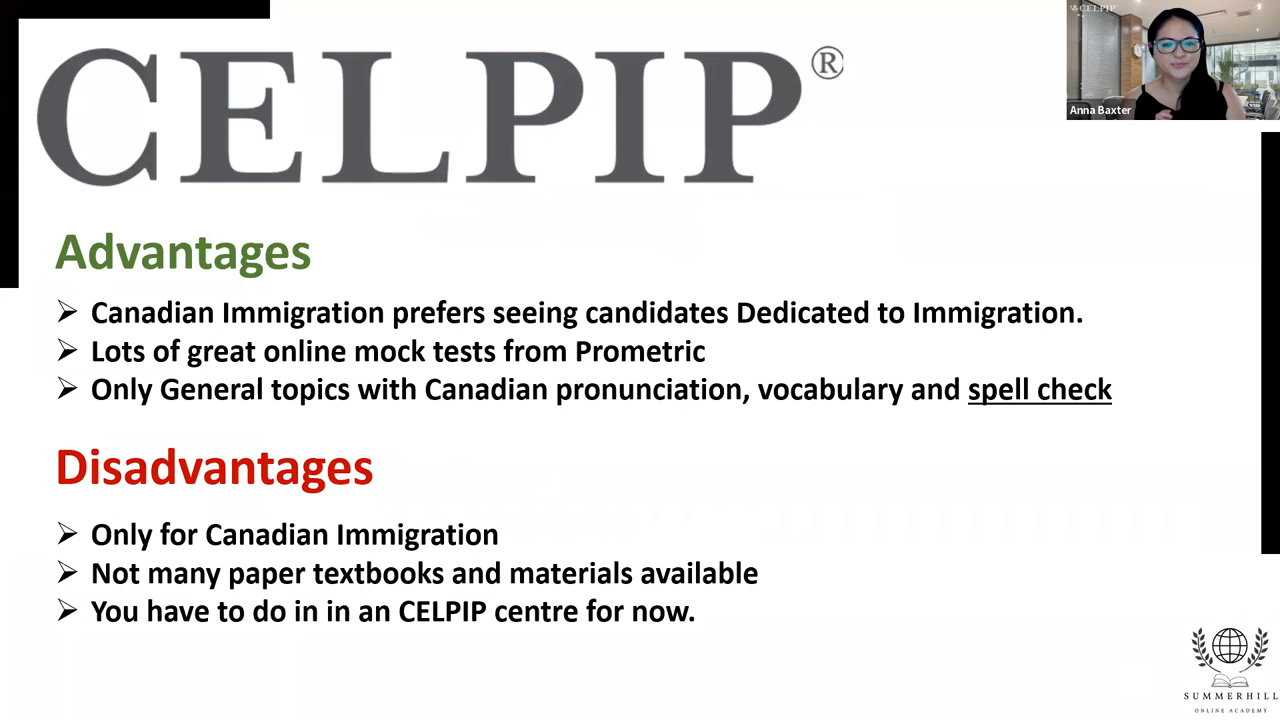 CELPIP®
CELPIP
Anna Baxter
Advantages
Canadian Immigration prefers seeing candidates Dedicated to Immigration.
Lots of great online mock tests from Prometric
Only General topics with Canadian pronunciation, vocabulary and spell check
Disadvantages
Only for Canadian Immigration
Not many paper textbooks and materials available
You have to do in in an CELPIP centre for now.
SUMMERHILL
ONLINE ACADEMY